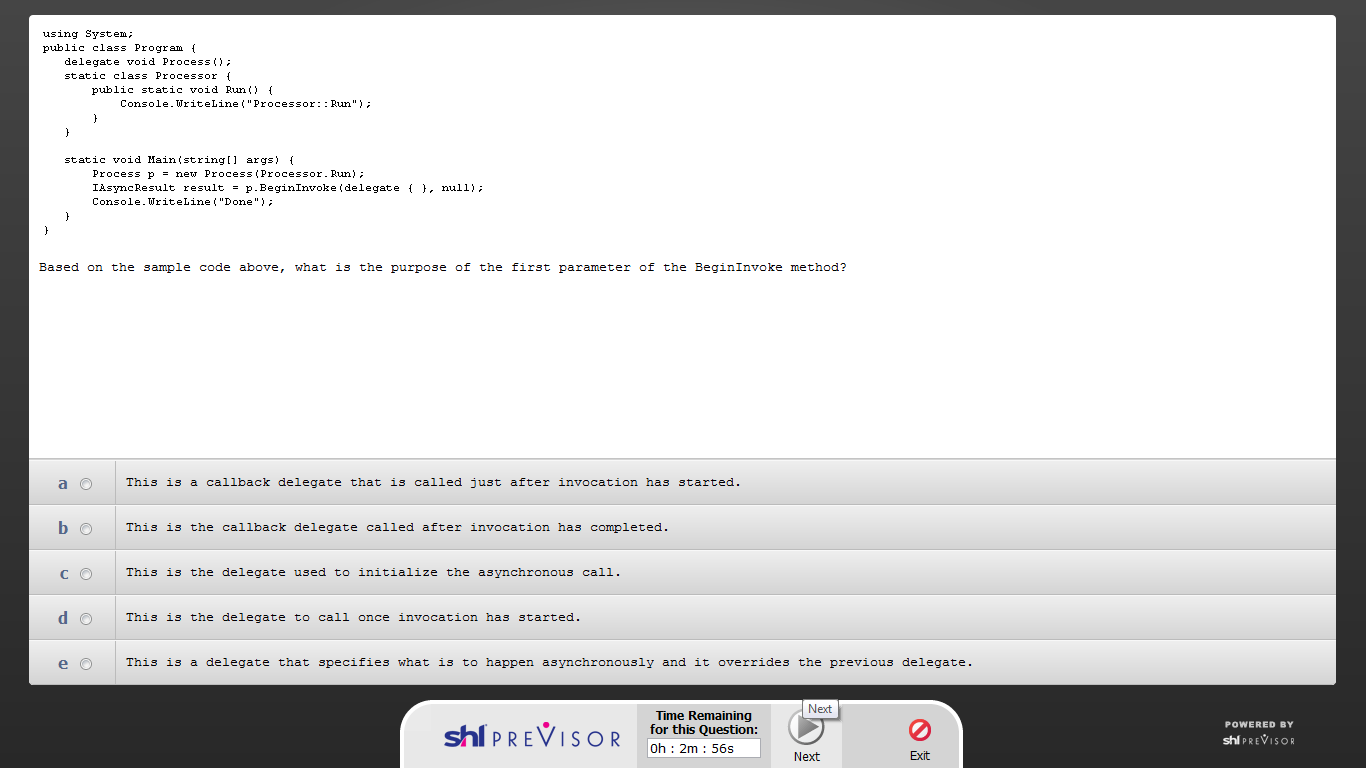 using System;
public class Program {
delegate void Process();
static class Processor {
public static void Run() {
Console.WriteLine("Processor::Run");
}
}
static void Main(string[] args) {
Process p = new Process(Processor.Run);
IAsyncResult result = p.BeginInvoke(delegate { }, null);
Console.WriteLine("Done");
}
}
Based on the sample code above, what is the purpose of the first parameter of the BeginInvoke method?
a This is a callback delegate that is called just after invocation has started.
b This is the callback delegate called after invocation has completed.
c This is the delegate used to initialize the asynchronous call.
d This is the delegate to call once invocation has started.
e This is a delegate that specifies what is to happen asynchronously and it overrides the previous delegate.
shl PREVISOR
Time Remaining
for this Question:
0h : 2m : 56s
Next
Next
Exit
POWERED BY
shl PREVISOR